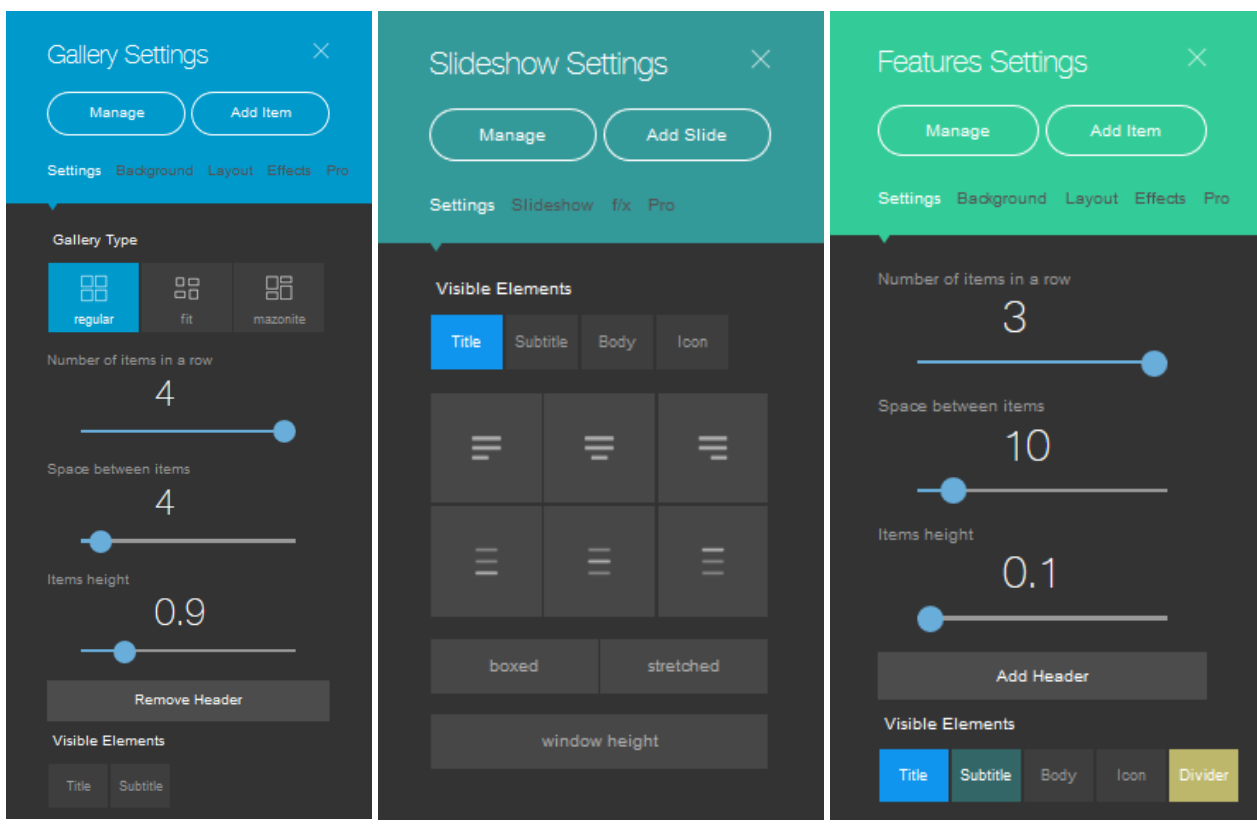 Gallery Settings
Manage Add Item
Settings Background Layout Effects Pro
Gallery Type
regular fit mazonite
Number of items in a row
4
Space between items
4
Items height
0.9
Remove Header
Visible Elements
Title Subtitle
Slideshow Settings
Manage Add Slide
Settings Slideshow f/x Pro
Visible Elements
Title Subtitle Body Icon
boxed stretched
window height
Features Settings
Manage Add Item
Settings Background Layout Effects Pro
Number of items in a row
3
Space between items
10
Items height
0.1
Add Header
Visible Elements
Title Subtitle Body Icon Divider